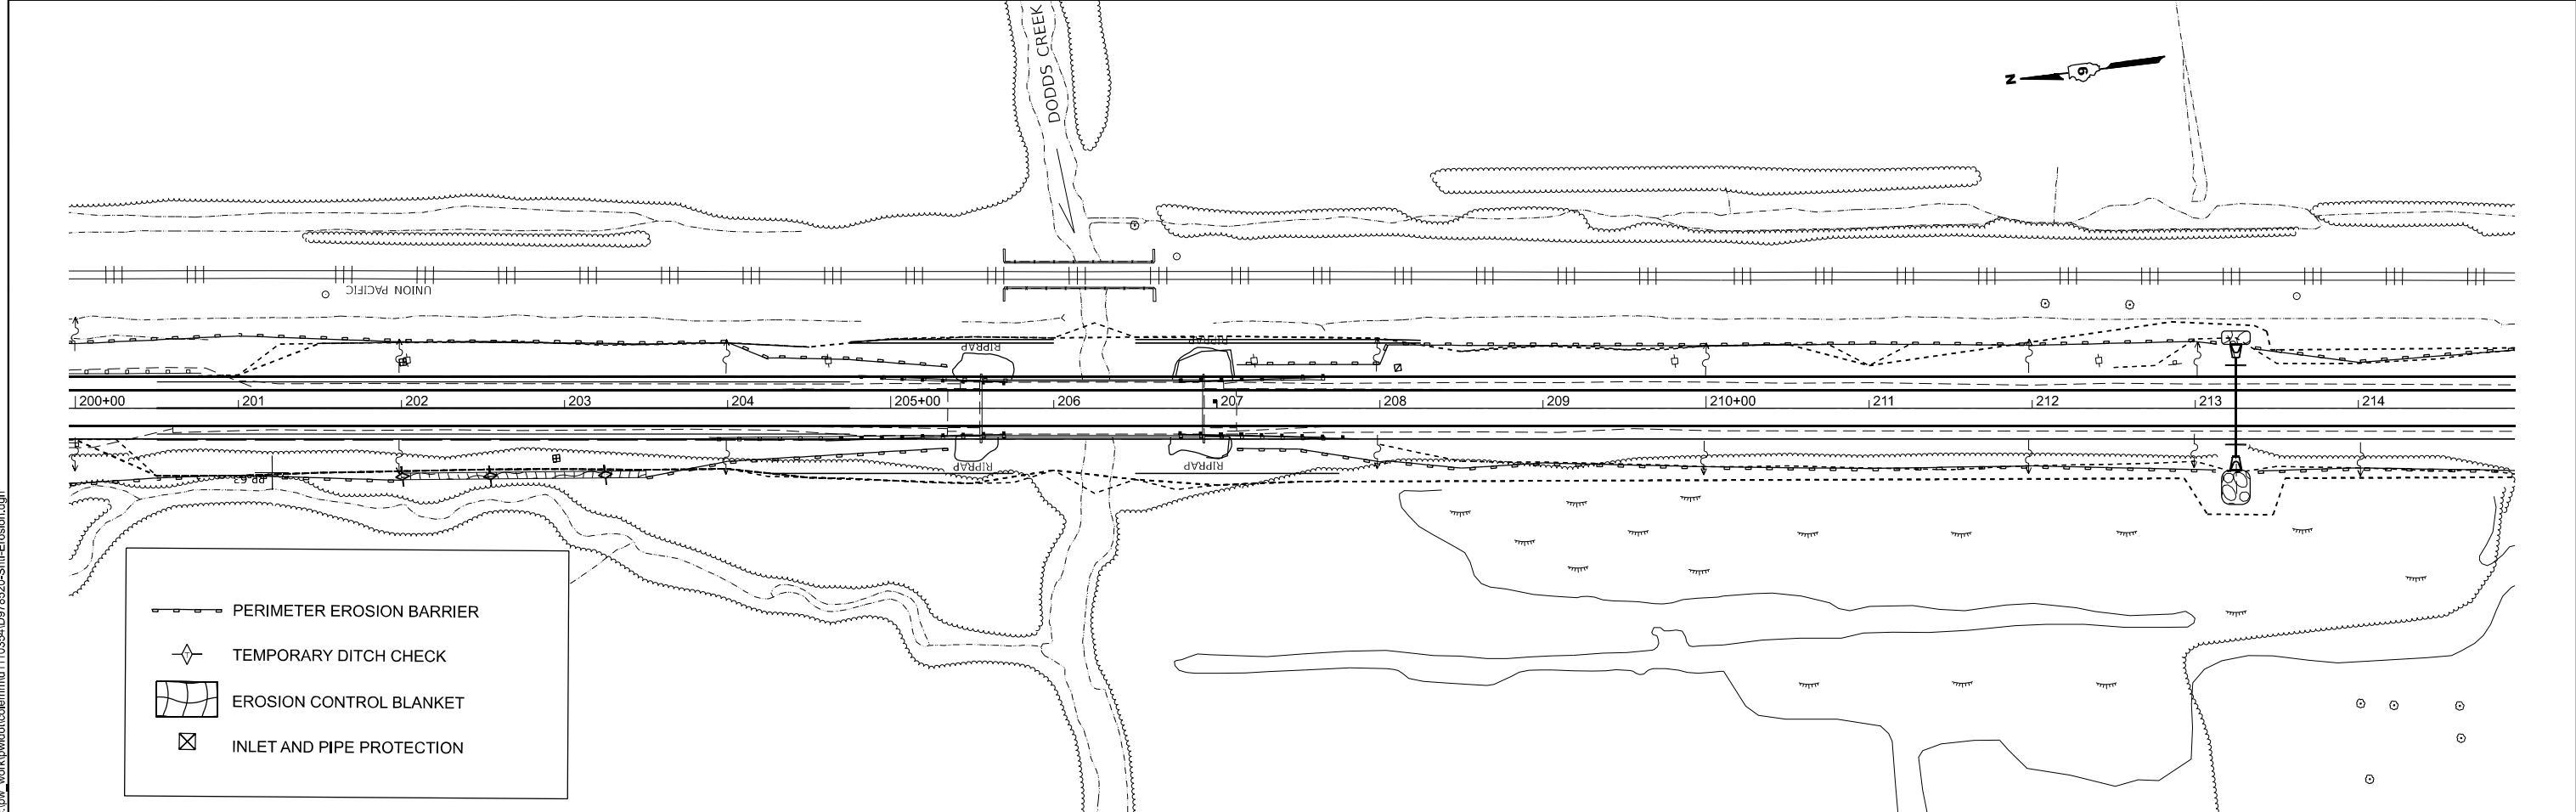 DODDS CREEK
N
6
UNION PACIFIC
RIPRAP
RIPRAP
200+00
201
202
203
204
205+00
206
207
208
209
210+00
211
212
213
214
RIPRAP
RIPRAP
PERIMETER EROSION BARRIER
T TEMPORARY DITCH CHECK
EROSION CONTROL BLANKET
INLET AND PIPE PROTECTION